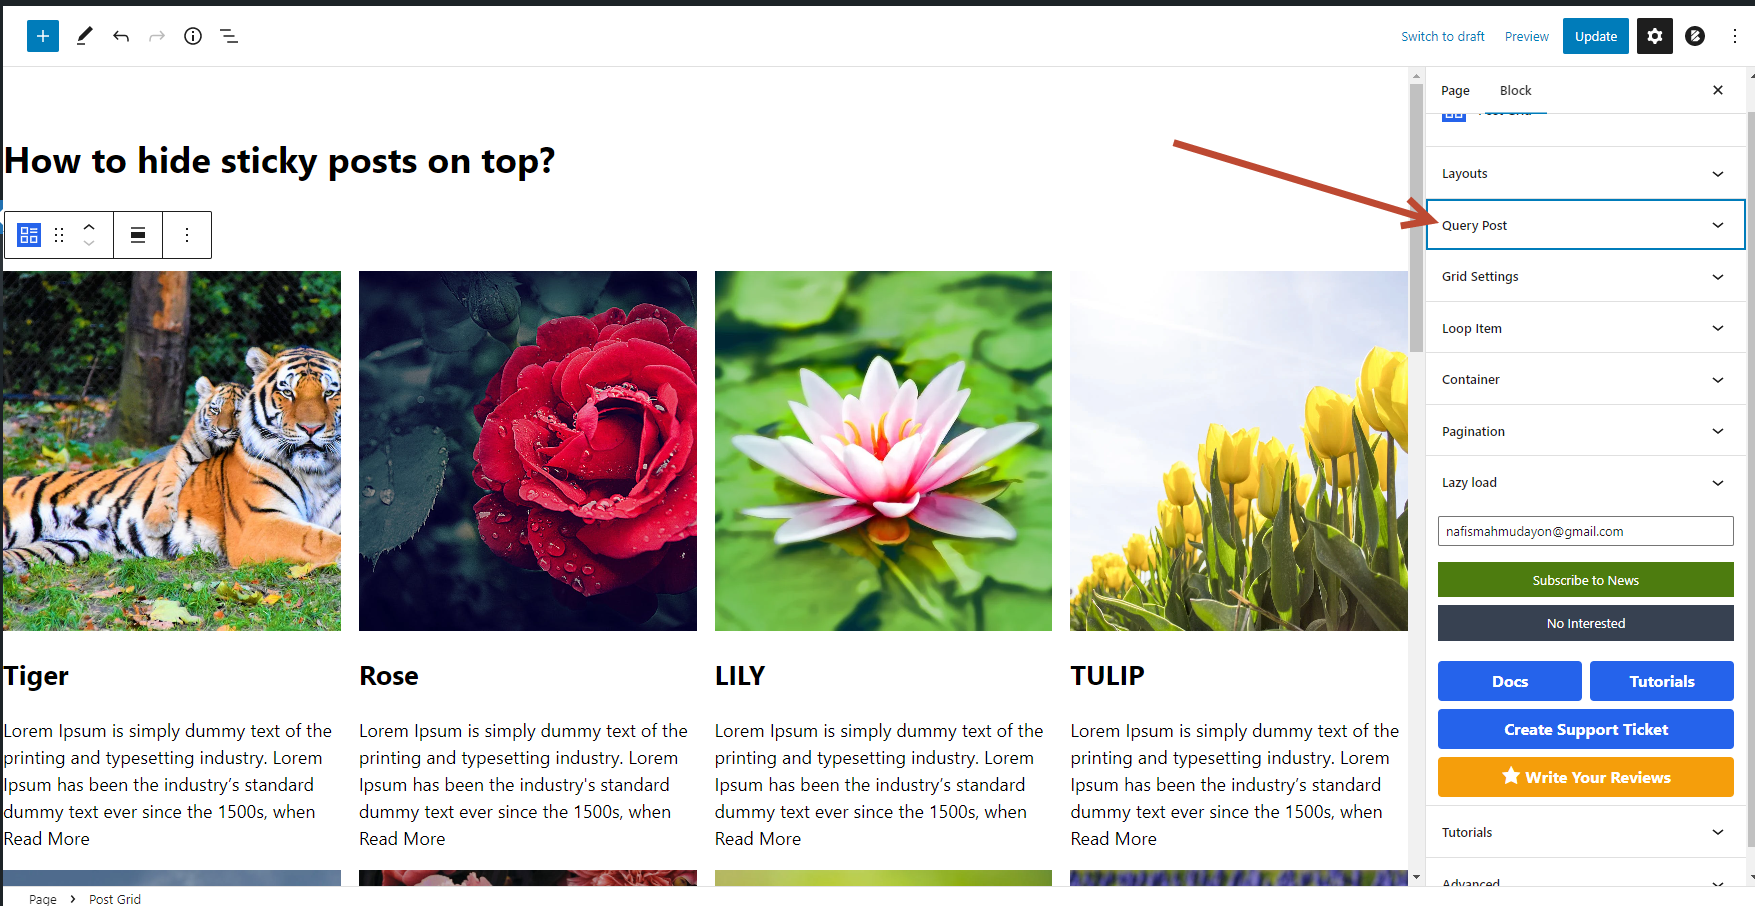 Switch to draft
Preview
Update
Page
Block
Post Grid
How to hide sticky posts on top?
Layouts
Query Post
Grid Settings
Loop Item
Container
Pagination
Lazy load
nafismahmudayon@gmail.com
Subscribe to News
No Interested
Docs
Tutorials
Create Support Ticket
Write Your Reviews
Tutorials
Advanced
Tiger
Lorem Ipsum is simply dummy text of the
printing and typesetting industry. Lorem
Ipsum has been the industry’s standard
dummy text ever since the 1500s, when
Read More
Rose
Lorem Ipsum is simply dummy text of the
printing and typesetting industry. Lorem
Ipsum has been the industry's standard
dummy text ever since the 1500s, when
Read More
LILY
Lorem Ipsum is simply dummy text of the
printing and typesetting industry. Lorem
Ipsum has been the industry’s standard
dummy text ever since the 1500s, when
Read More
TULIP
Lorem Ipsum is simply dummy text of the
printing and typesetting industry. Lorem
Ipsum has been the industry’s standard
dummy text ever since the 1500s, when
Read More
Page
Post Grid